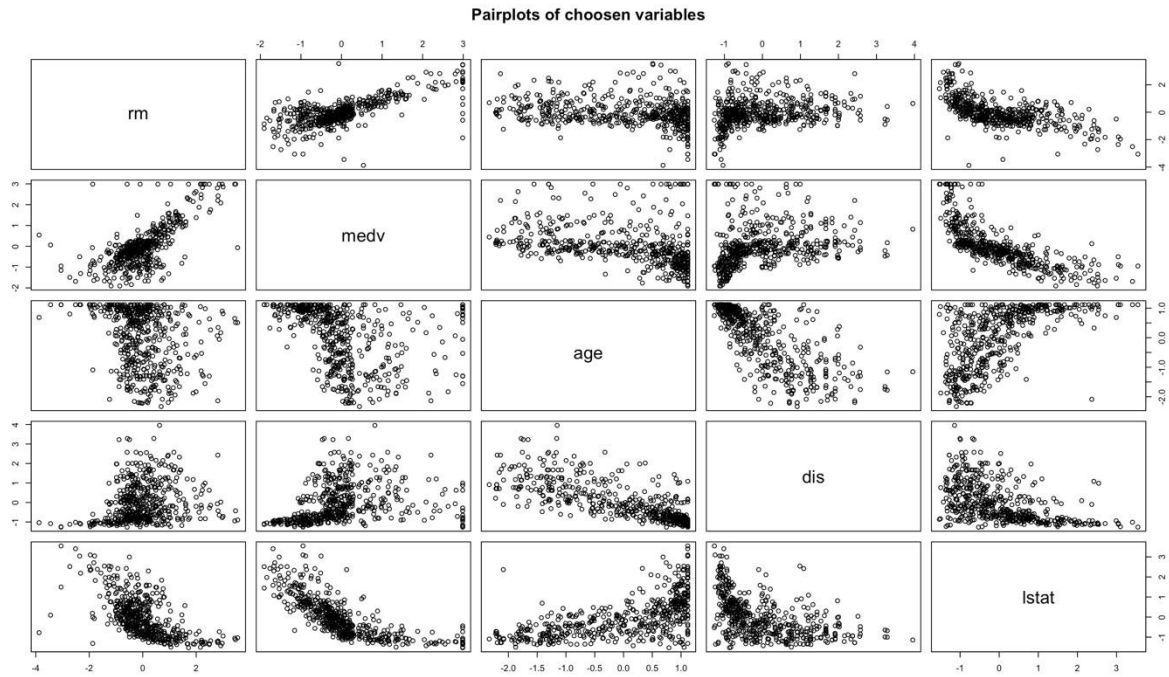 Pairplots of choosen variables
-2 -1 0 1 2 3
-1 0 1 2 3 4
rm
-4 -2 0 2
-2 -1 0 1 2 3
medv
age
-2.0 -1.0 0.0 1.0
-1 0 1 2 3 4
dis
lstat
-1 0 1 2 3
-4 -2 0 2
-2.0 -1.5 -1.0 -0.5 0.0 0.5 1.0
-1 0 1 2 3